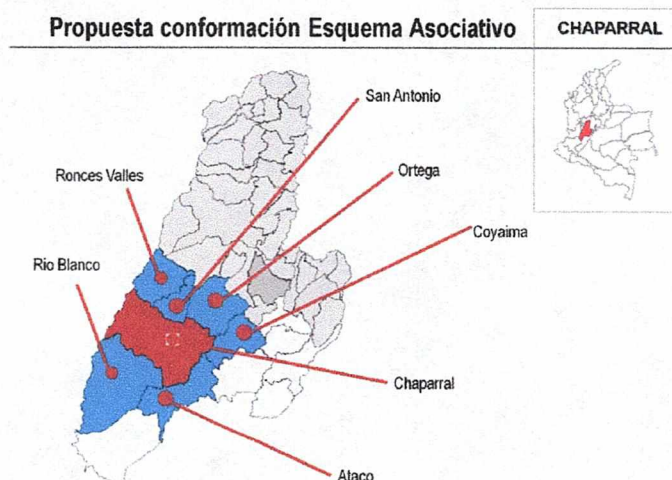 Propuesta conformación Esquema Asociativo
CHAPARRAL
San Antonio
Ronces Valles
Ortega
Coyaima
Rio Blanco
Chaparral
Ataco